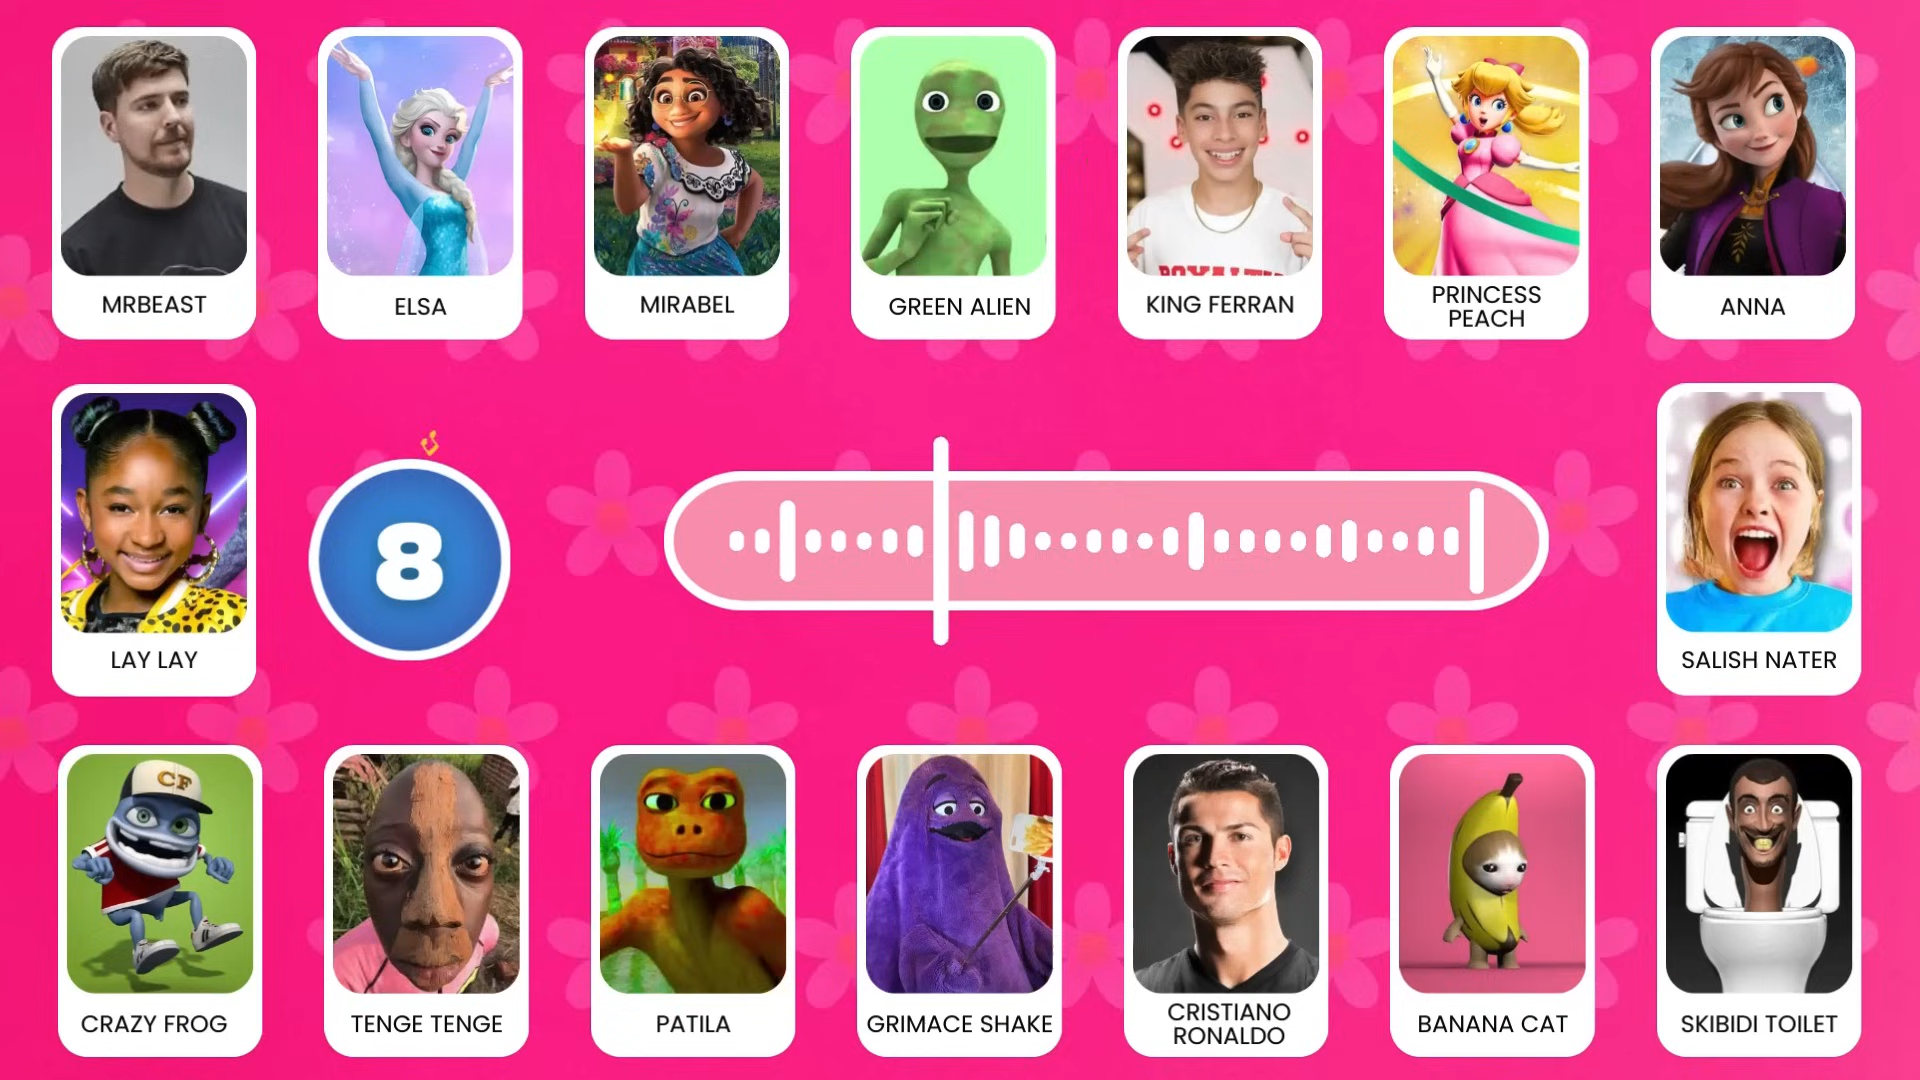 MRBEAST
ELSA
MIRABEL
GREEN ALIEN
ROYALTY
KING FERRAN
PRINCESS
PEACH
ANNA
LAY LAY
8
SALISH NATER
CF
CRAZY FROG
TENGE TENGE
PATILA
GRIMACE SHAKE
CRISTIANO
RONALDO
BANANA CAT
SKIBIDI TOILET